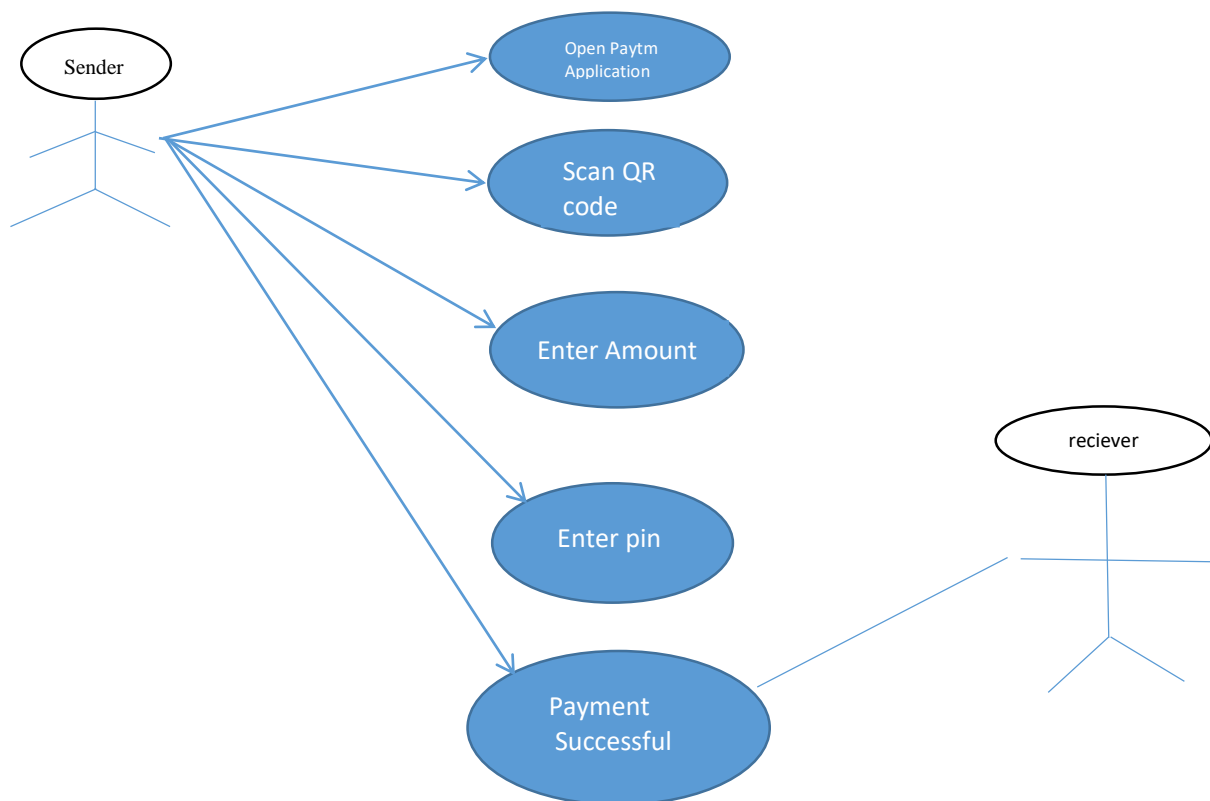 Sender
Open Paytm
Application
Scan QR
code
Enter Amount
reciever
Enter pin
Payment
Successful